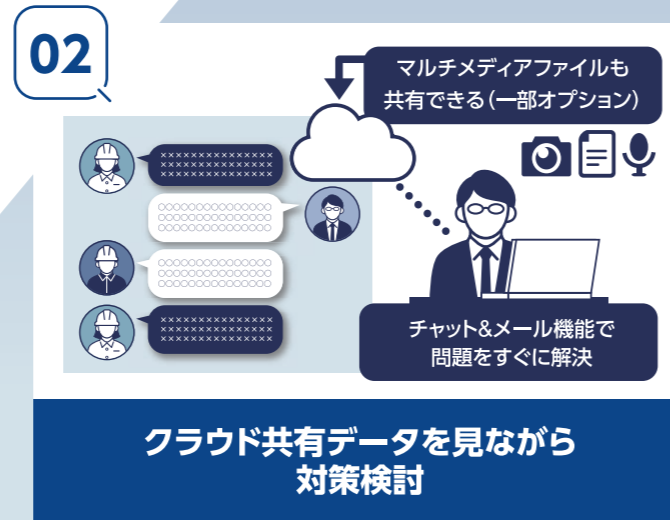 02
マルチメディアファイルも
共有できる(一部オプション)
××××××××××××××
××××××××××××××
××××××××××××××
○○○○○○○○○○○○○○
○○○○○○○○○○○○○○
○○○○○○○○○○○○○○
○○○○○○○○○○○○○○
○○○○○○○○○○○○○○
○○○○○○○○○○○○○○
××××××××××××××
××××××××××××××
××××××××××××××
チャット&メール機能で
問題をすぐに解決
クラウド共有データを見ながら
対策検討